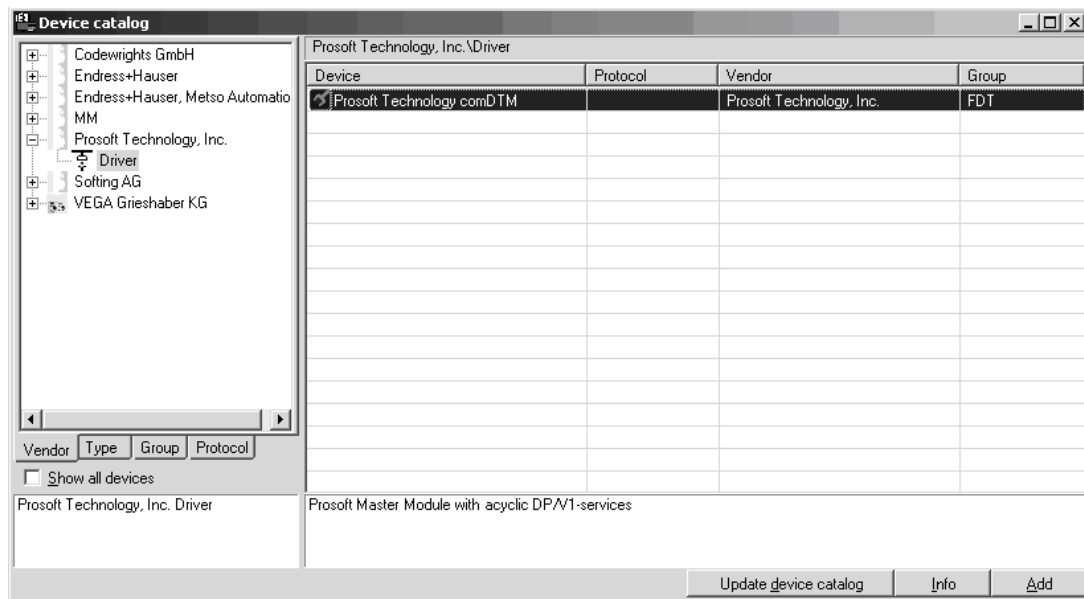 Device catalog
Codewrights GmbH
Endress+Hauser
Endress+Hauser, Metso Automatio
MM
Prosoft Technology, Inc.
Driver
Softing AG
VEGA Grieshaber KG
Vendor Type Group Protocol
Show all devices
Prosoft Technology, Inc. Driver
Prosoft Technology, Inc.\Driver
Device Protocol Vendor Group
Prosoft Technology comDTM Prosoft Technology, Inc. FDT
Prosoft Master Module with acyclic DP/V1-services
Update device catalog Info Add